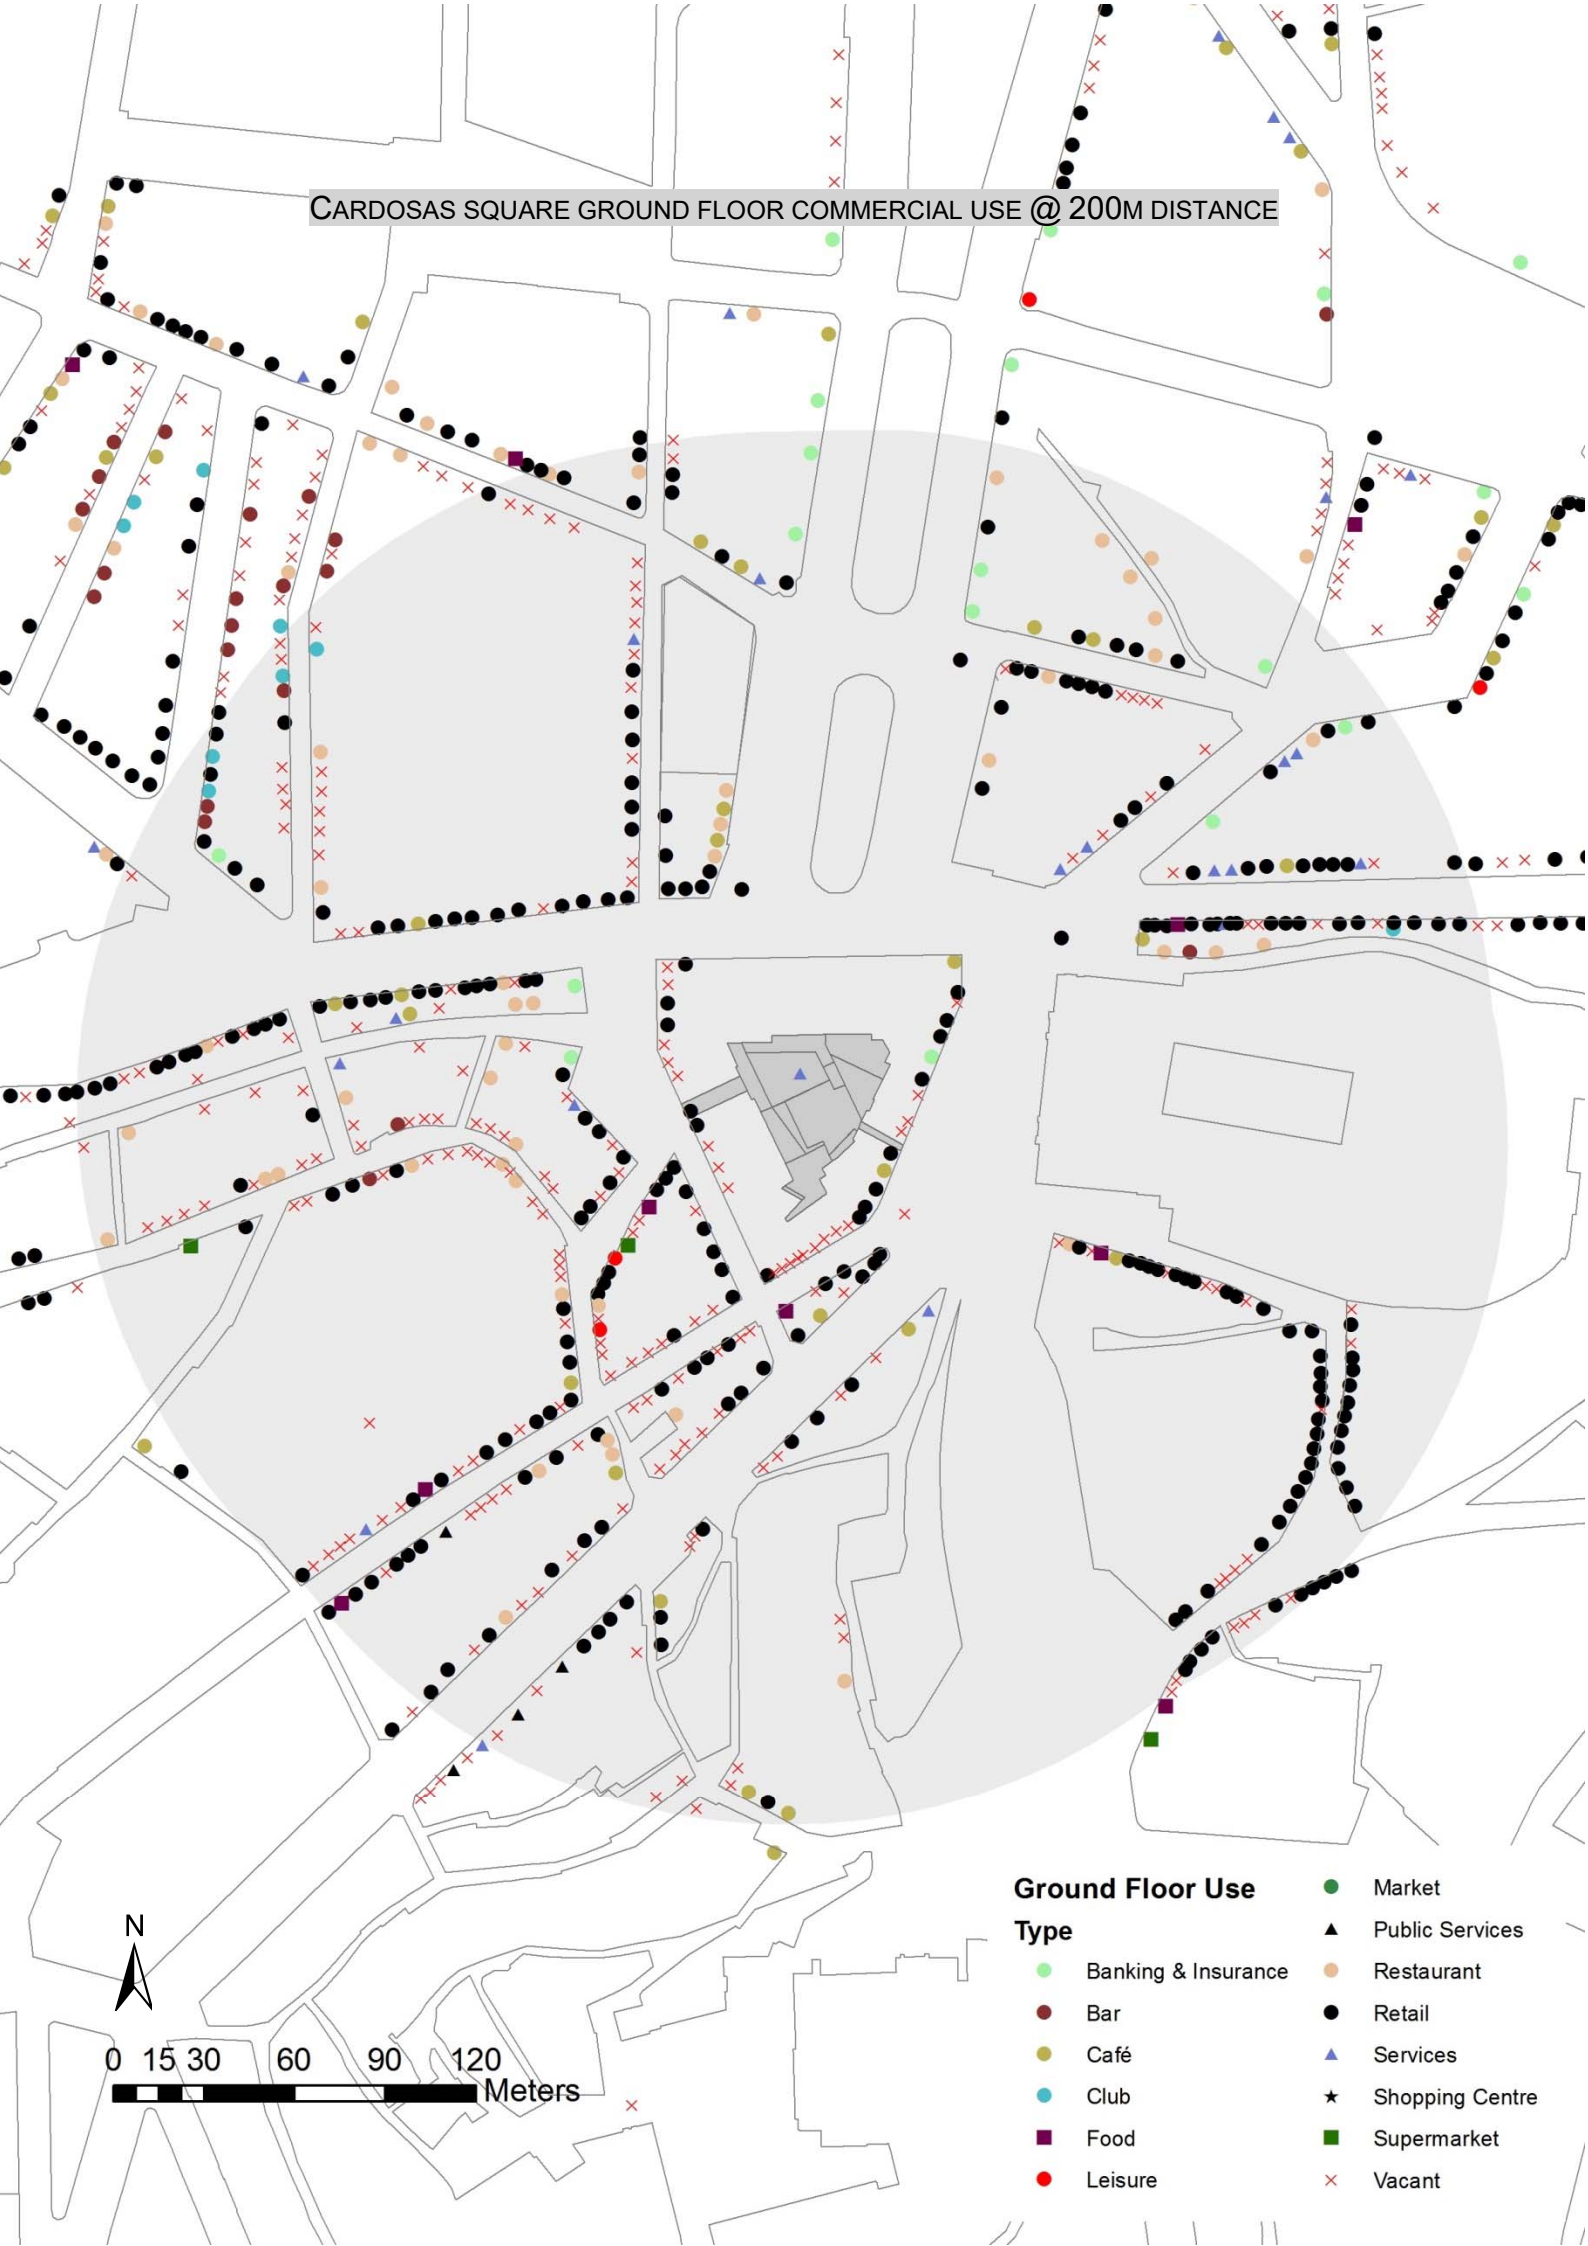 CARDOSAS SQUARE GROUND FLOOR COMMERCIAL USE @ 200M DISTANCE
Ground Floor Use
Type
Banking & Insurance
Bar
Café
Club
Food
Leisure
Market
Public Services
Restaurant
Retail
Services
Shopping Centre
Supermarket
Vacant
N
0 15 30 60 90 120
Meters